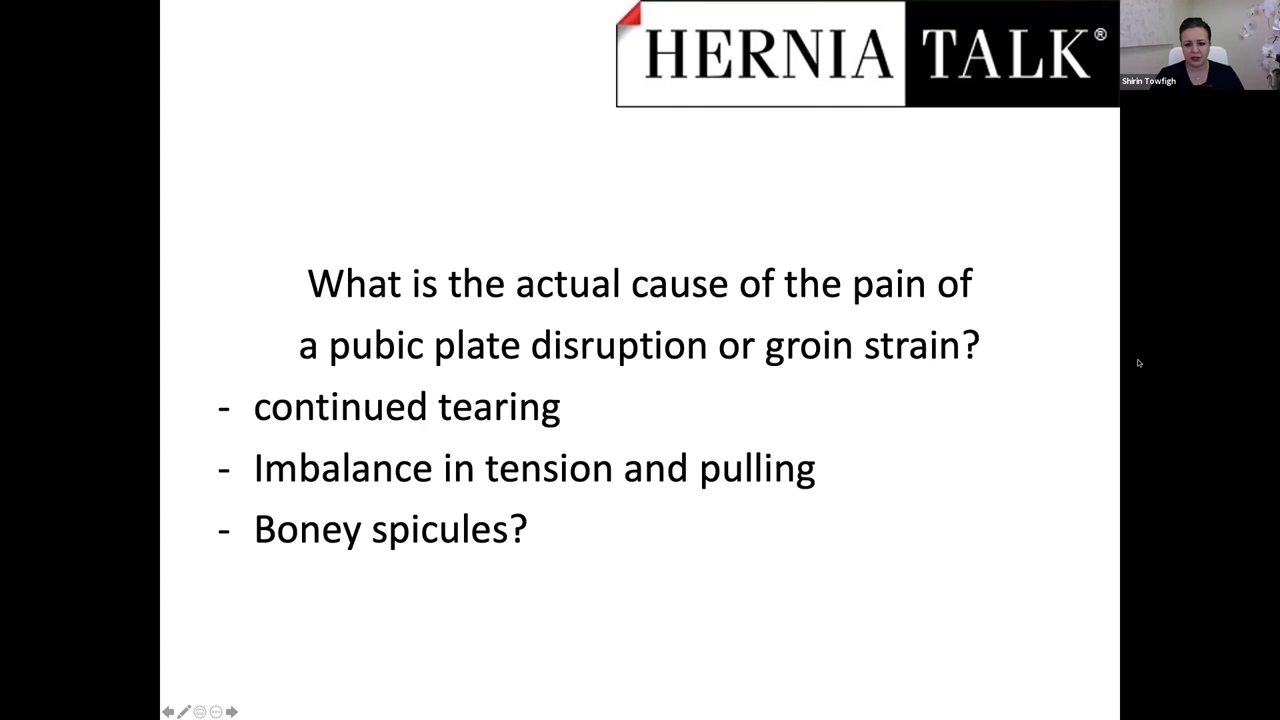 HERNIA TALK®
Shirin Towfigh
What is the actual cause of the pain of
a pubic plate disruption or groin strain?
- continued tearing
- Imbalance in tension and pulling
- Boney spicules?